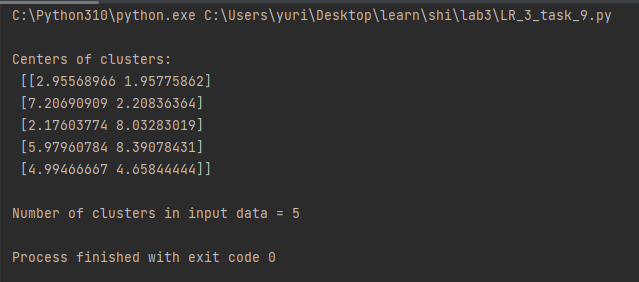 C:\Python310\python.exe C:\Users\yuri\Desktop\learn\shi\lab3\LR_3_task_9.py
Centers of clusters:
[[2.95568966 1.95775862]
[7.20690909 2.20836364]
[2.17603774 8.03283019]
[5.97960784 8.39078431]
[4.99466667 4.65844444]]
Number of clusters in input data = 5
Process finished with exit code 0